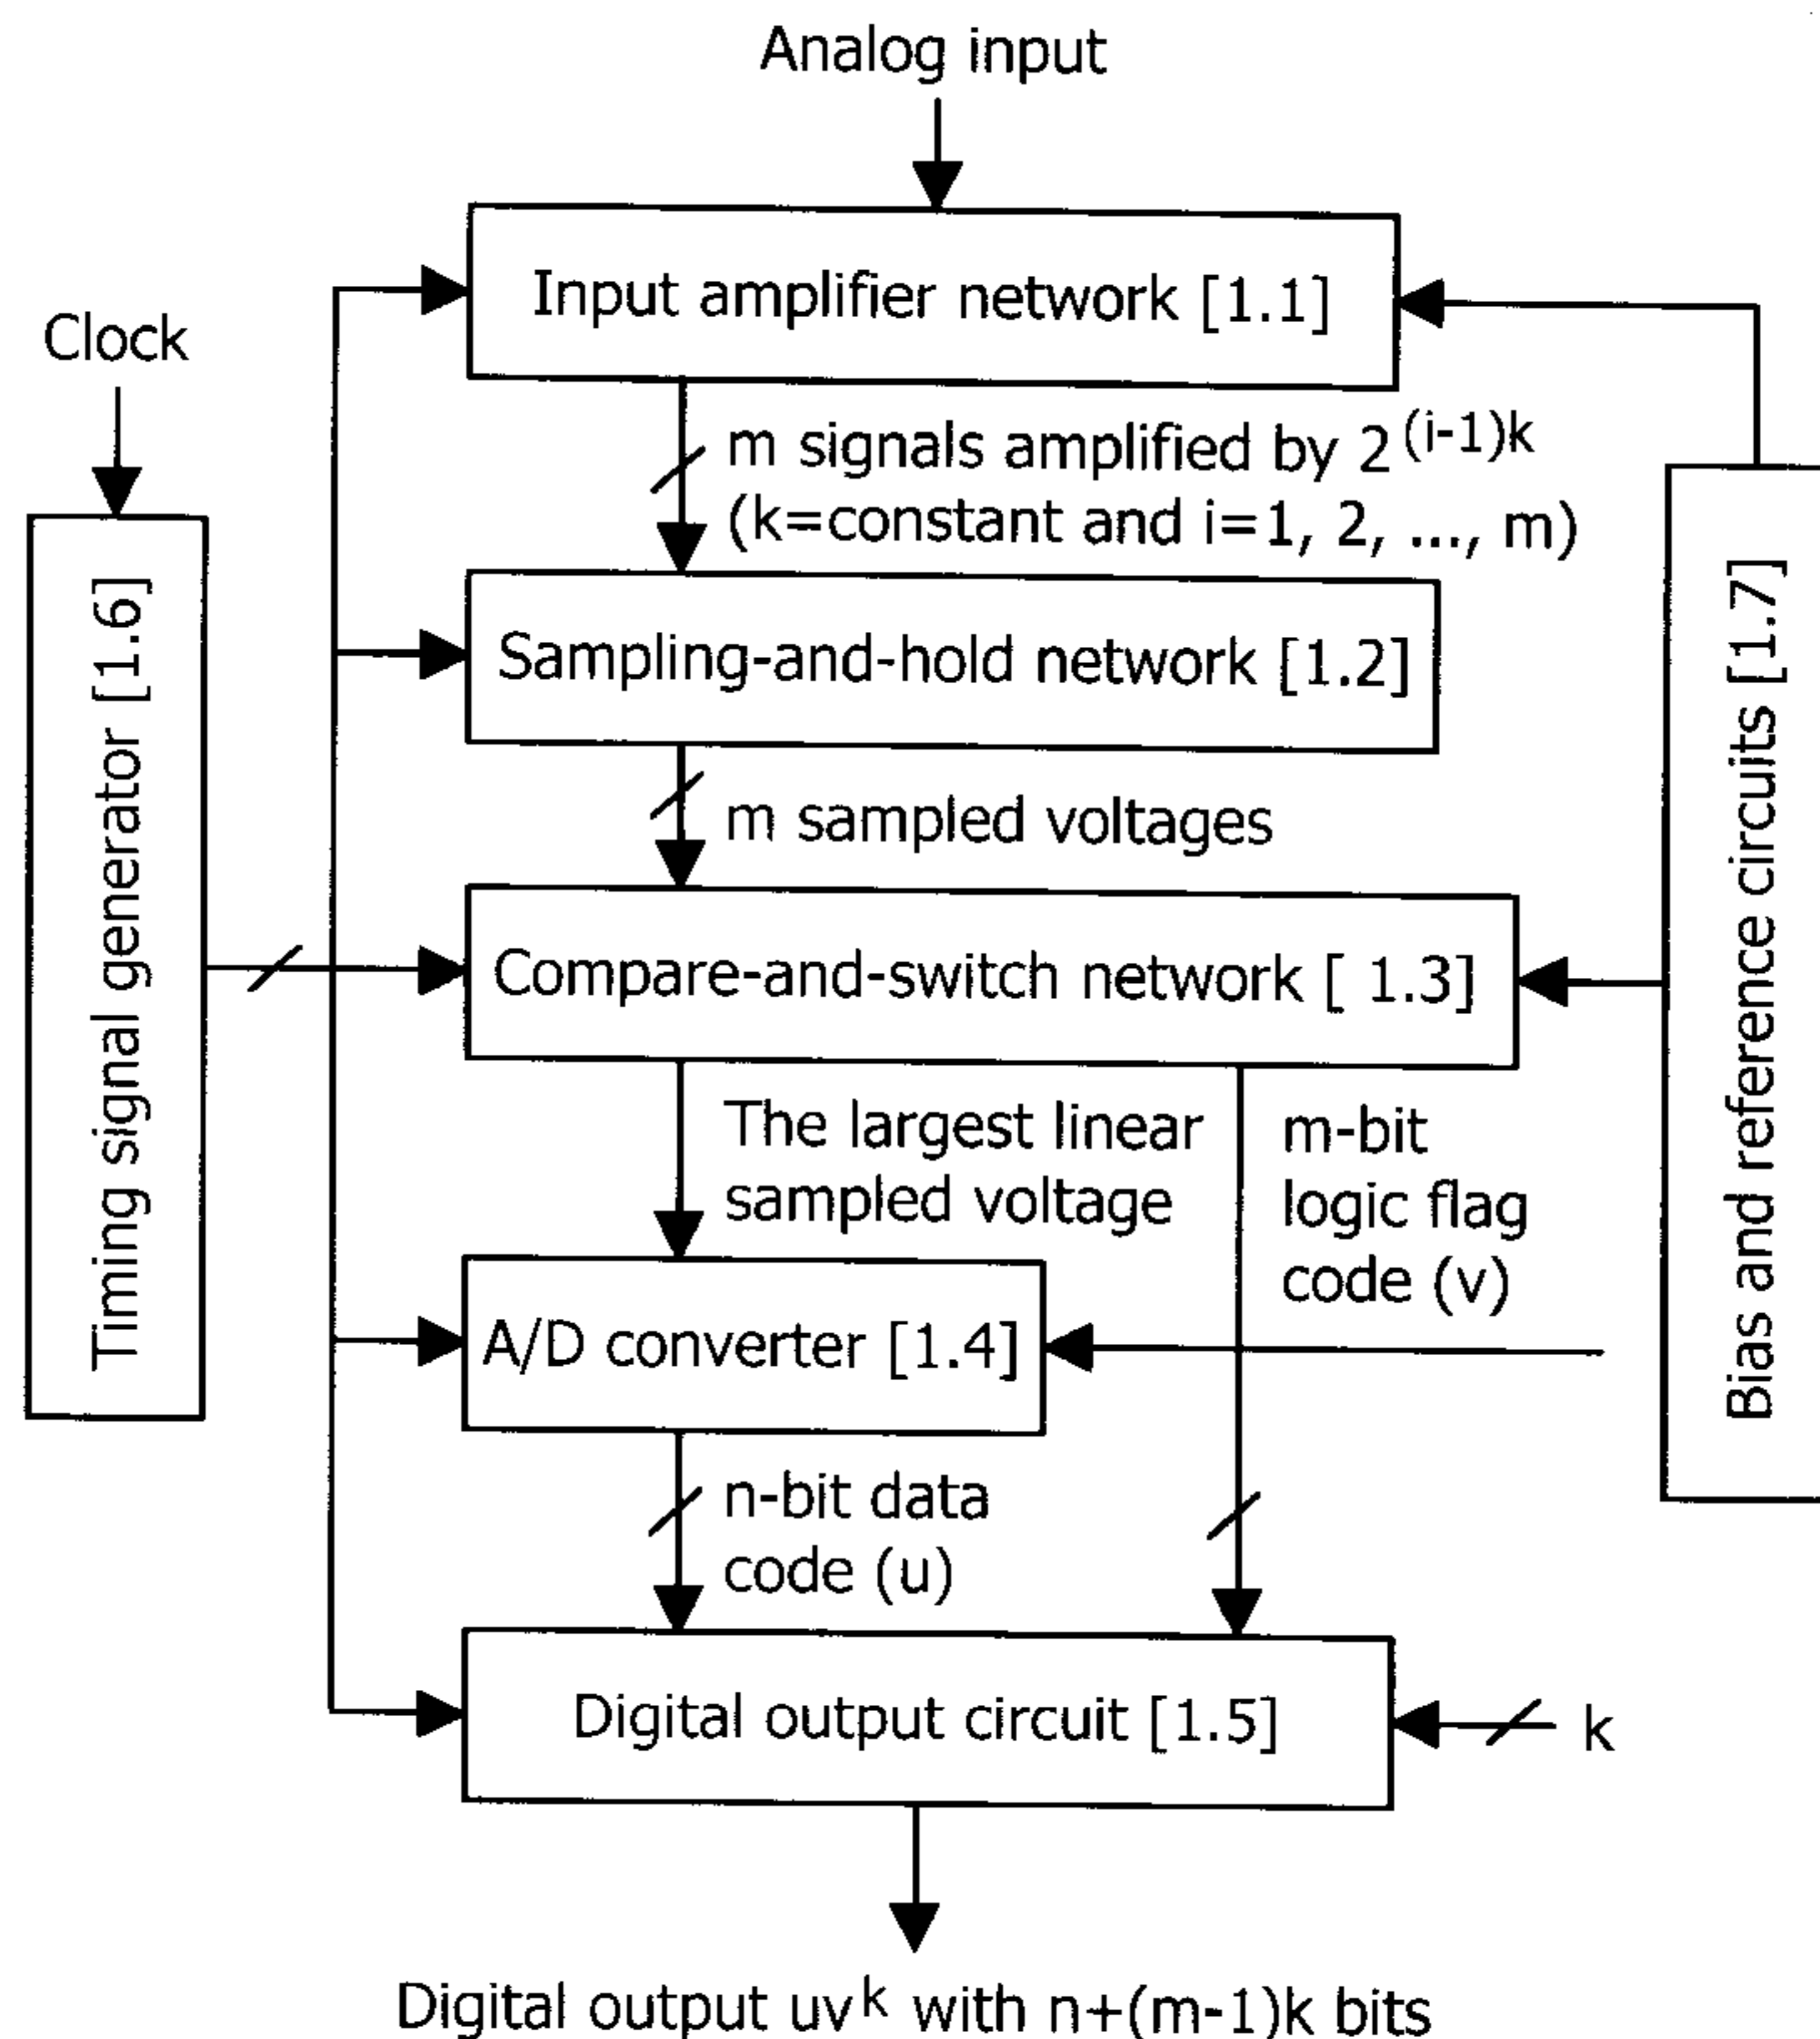 Analog input
Input amplifier network [1.1]
Clock
m signals amplified by 2^(i-1)k
(k=constant and i=1, 2, ..., m)
Timing signal generator [1.6]
Bias and reference circuits [1.7]
Sampling-and-hold network [1.2]
m sampled voltages
Compare-and-switch network [ 1.3]
The largest linear
sampled voltage
m-bit
logic flag
code (v)
A/D converter [1.4]
n-bit data
code (u)
Digital output circuit [1.5]
k
Digital output uv^k with n+(m-1)k bits